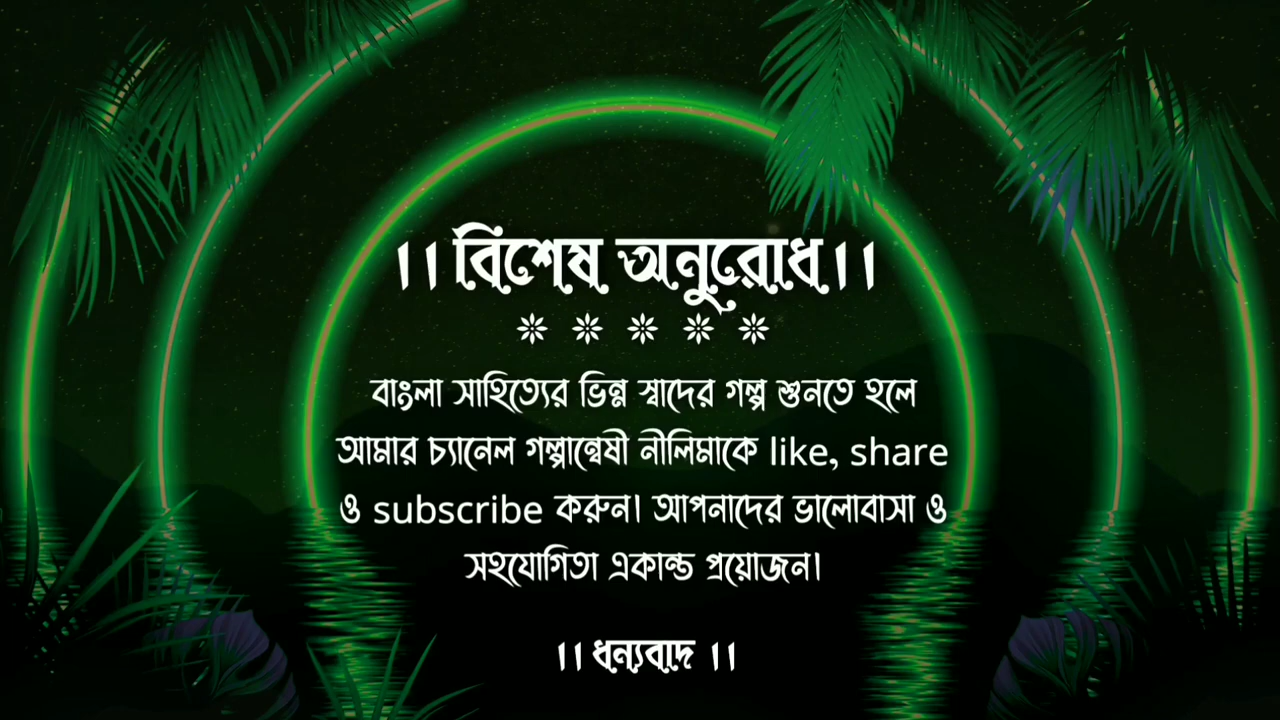 ।। বিশেষ অনুরোধ।।
বাংলা সাহিত্যের ভিন্ন স্বাদের গল্প শুনতে হলে
আমার চ্যানেল গল্পান্বেষী নীলিমাকে like, share
ও subscribe করুন। আপনাদের ভালোবাসা ও
সহযোগিতা একান্ত প্রয়োজন।
।। ধন্যবাদ ।।